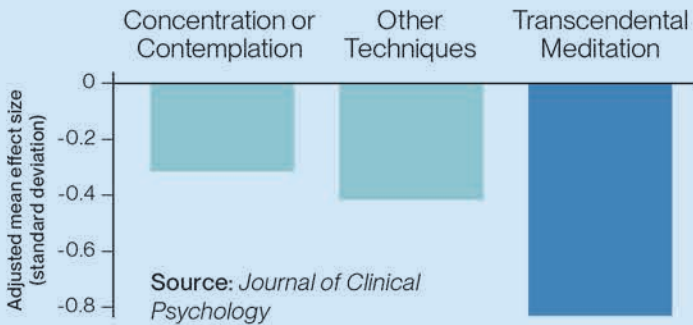 Concentration or
Contemplation
Other
Techniques
Transcendental
Meditation
Adjusted mean effect size
(standard deviation)
0
-0.2
-0.4
-0.6
-0.8
Source: Journal of Clinical
Psychology